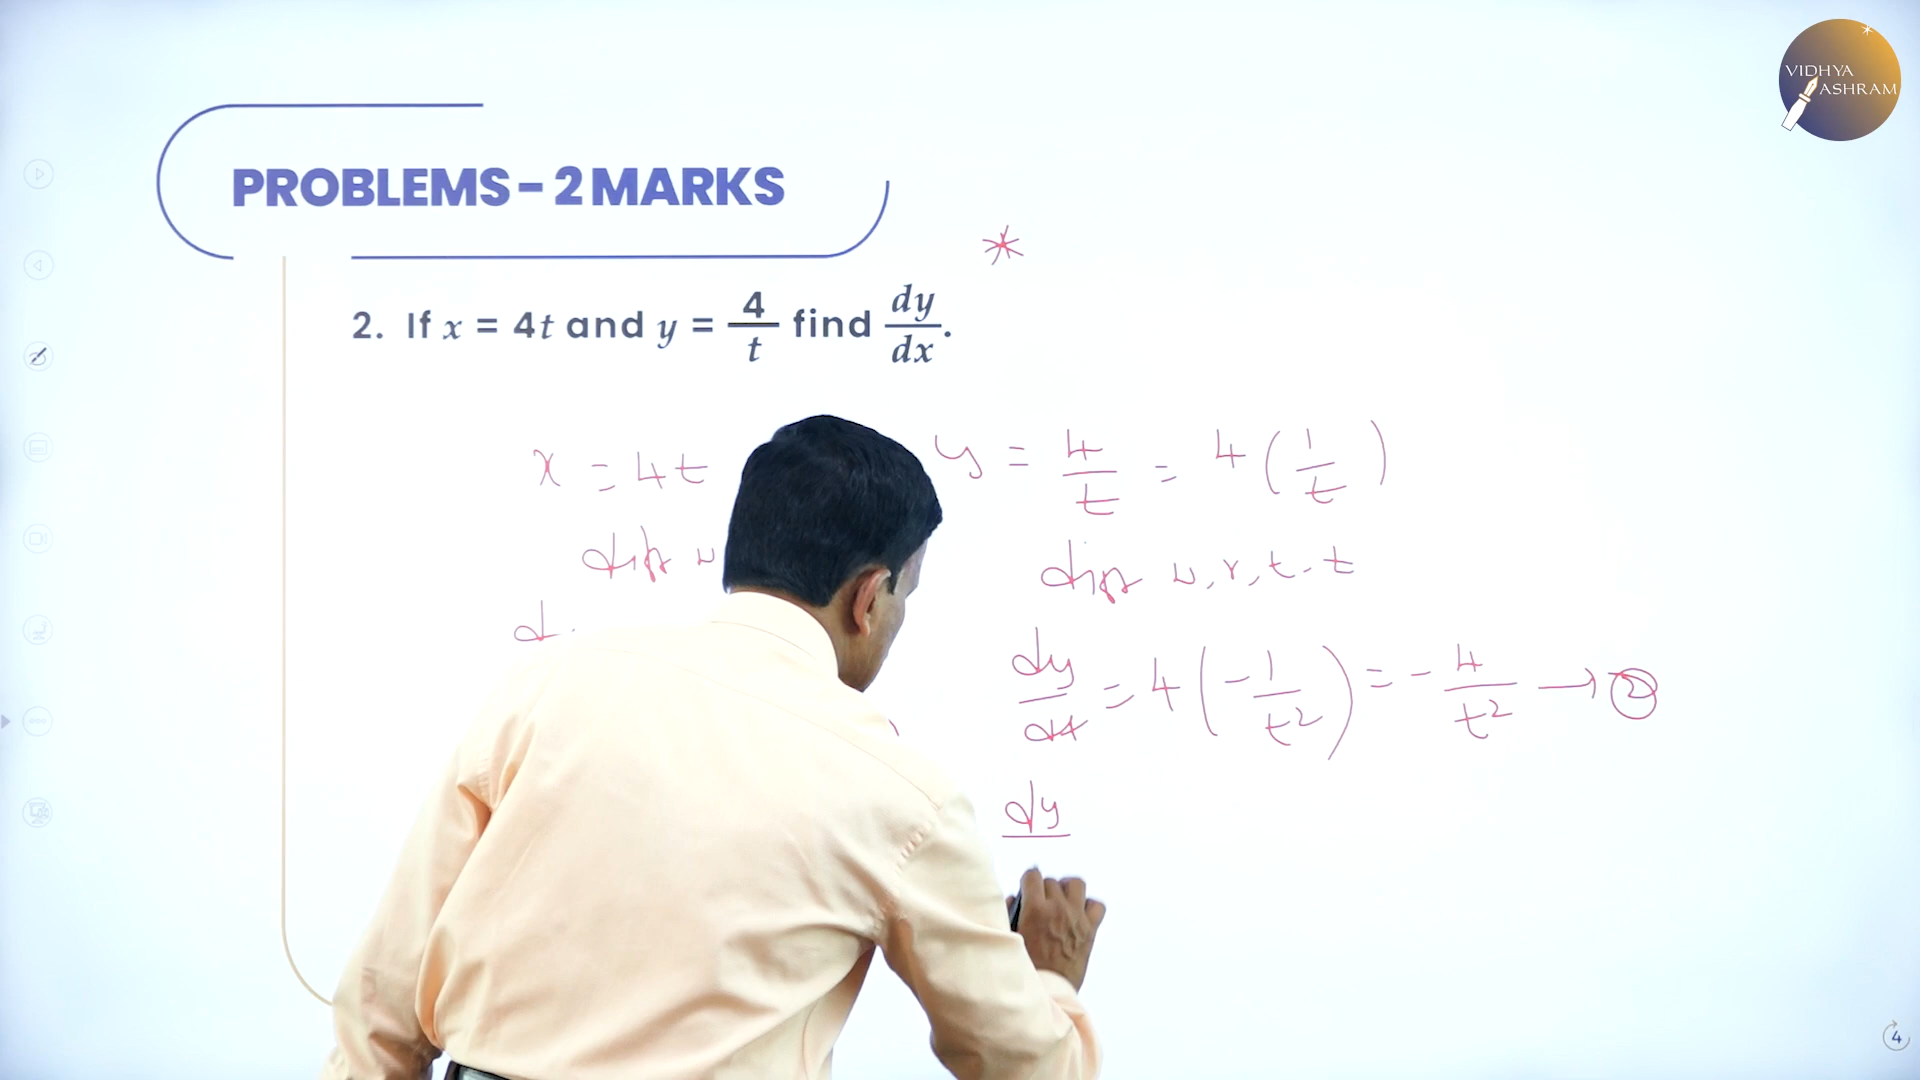 VIDHYA
ASHRAM
PROBLEMS - 2 MARKS
*
2. If x = 4t and y = 4/t find dy/dx.
x = 4t
y = 4/t = 4(1/t)
diff w
diff w.r.t. t
d
dy/dt = 4(-1/t²) = -4/t² → ②
dy
4